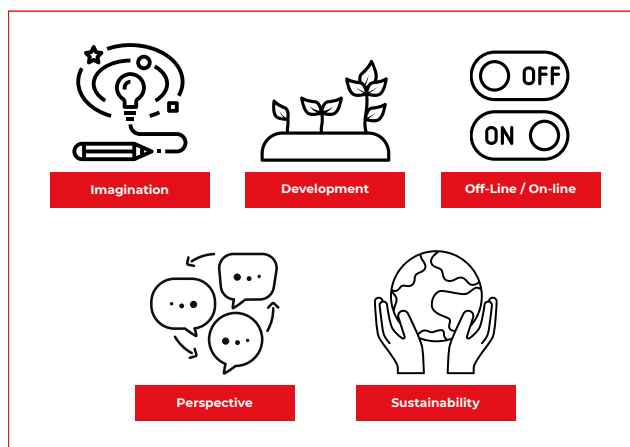 OFF
ON
Imagination
Development
Off-Line / On-line
Perspective
Sustainability